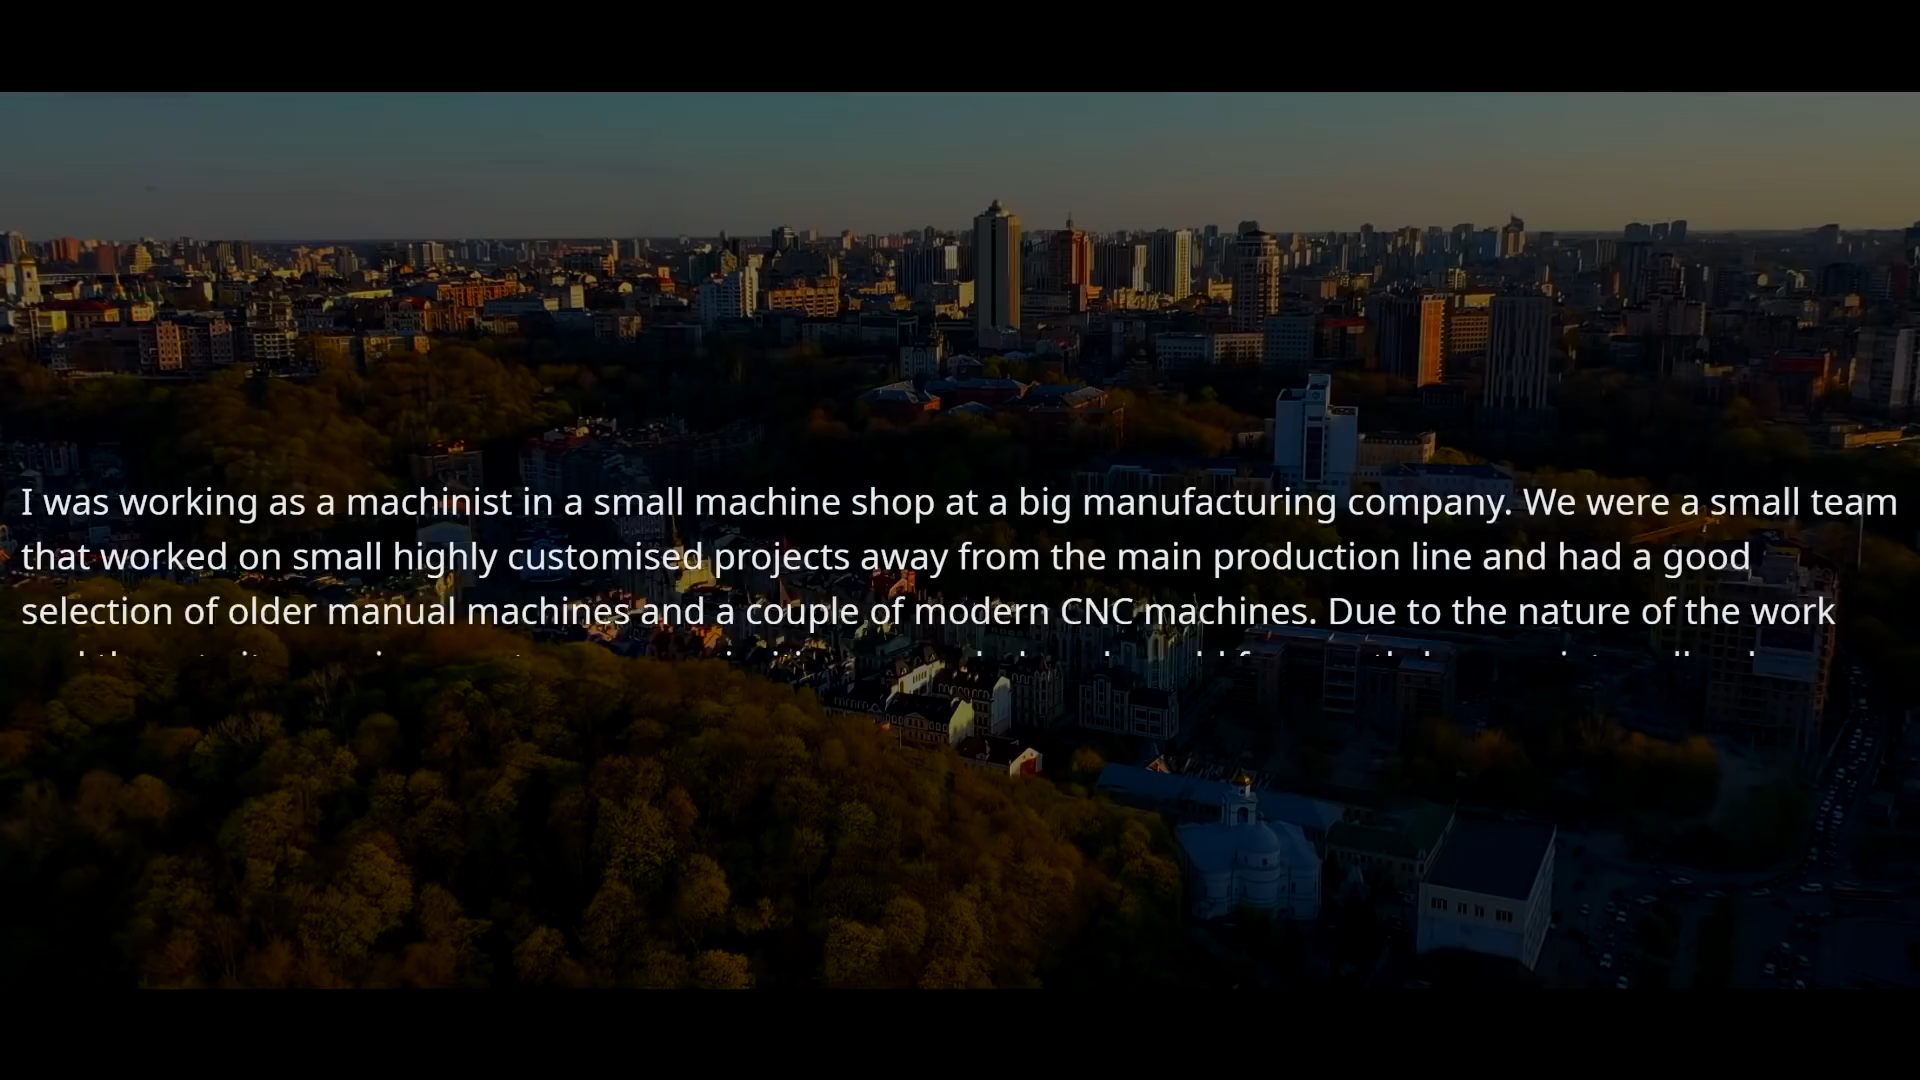 I was working as a machinist in a small machine shop at a big manufacturing company. We were a small team
that worked on small highly customised projects away from the main production line and had a good
selection of older manual machines and a couple of modern CNC machines. Due to the nature of the work